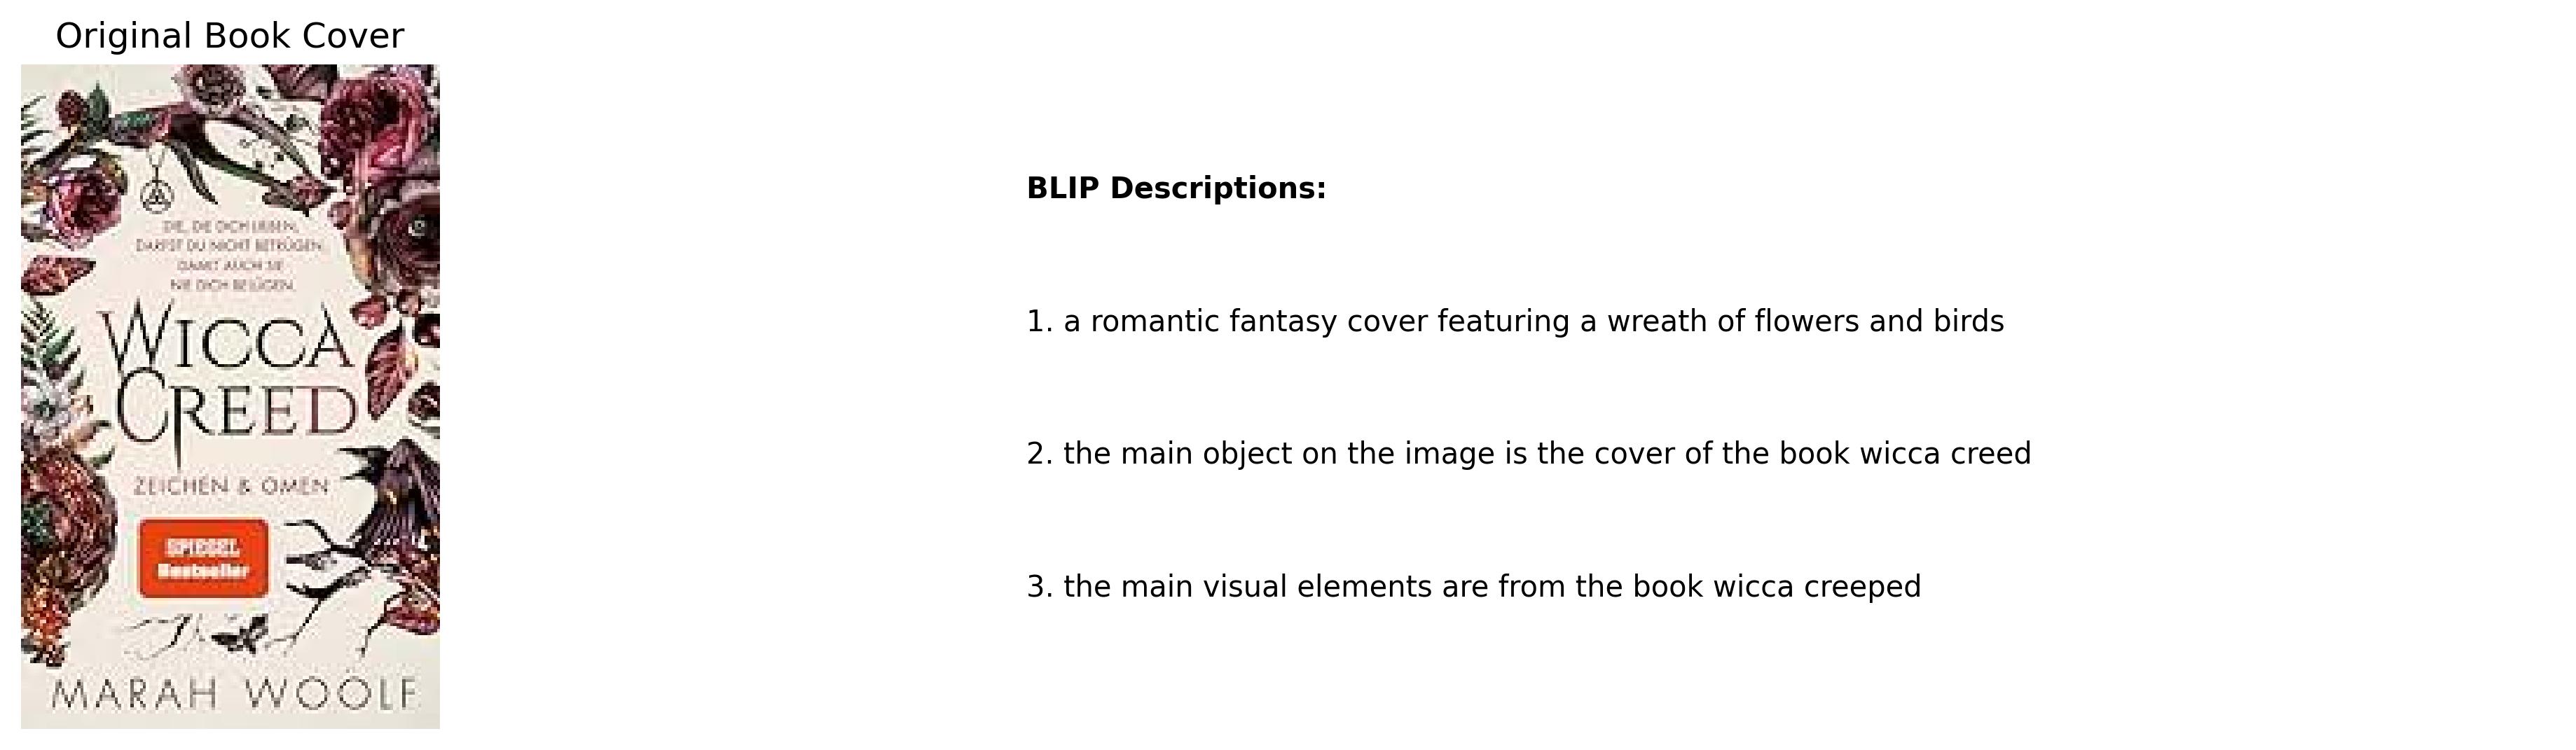 Original Book Cover
DIE, DIE DICH LIEBEN,
DARFST DU NICHT BETRÜGEN,
DAMIT AUCH SIE
NIE DICH BELÜGEN.
WICCA
CREED
ZEICHEN & OMEN
SPIEGEL
Bestseller
MARAH WOOLF
BLIP Descriptions:
1. a romantic fantasy cover featuring a wreath of flowers and birds
2. the main object on the image is the cover of the book wicca creed
3. the main visual elements are from the book wicca creeped